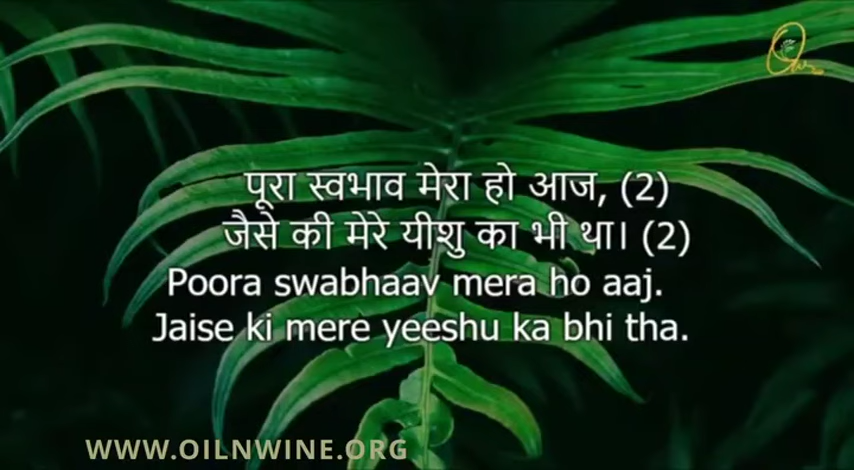 पूरा स्वभाव मेरा हो आज, (2)
जैसे की मेरे यीशु का भी था। (2)
Poora swabhaav mera ho aaj.
Jaise ki mere yeeshu ka bhi tha.
WWW.OILNWINE.ORG